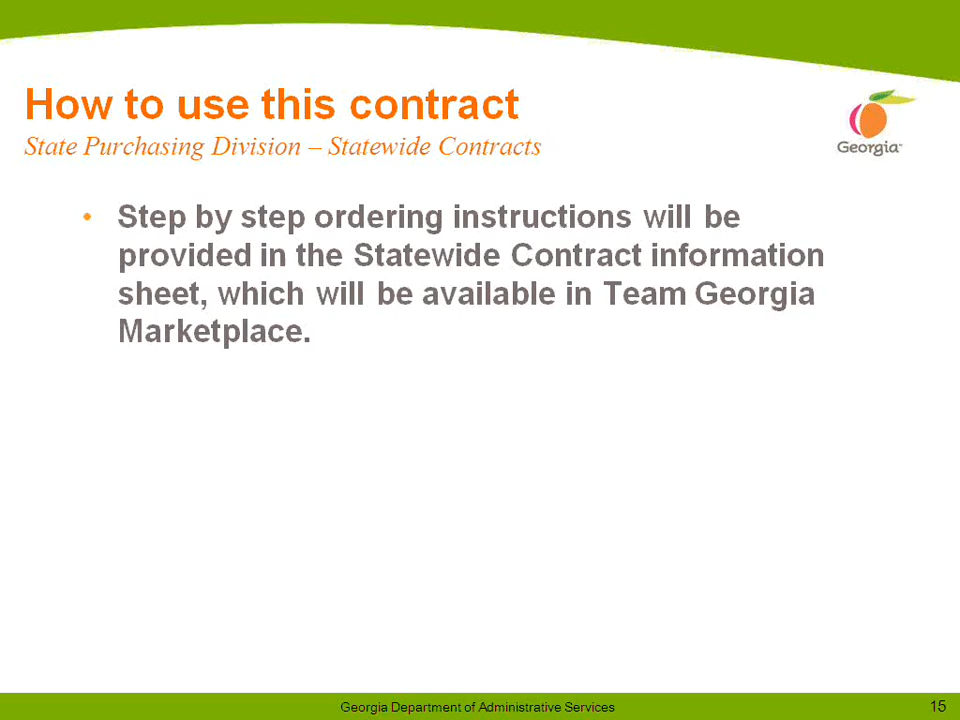 How to use this contract
State Purchasing Division – Statewide Contracts
Georgia™
• Step by step ordering instructions will be
provided in the Statewide Contract information
sheet, which will be available in Team Georgia
Marketplace.
Georgia Department of Administrative Services
15